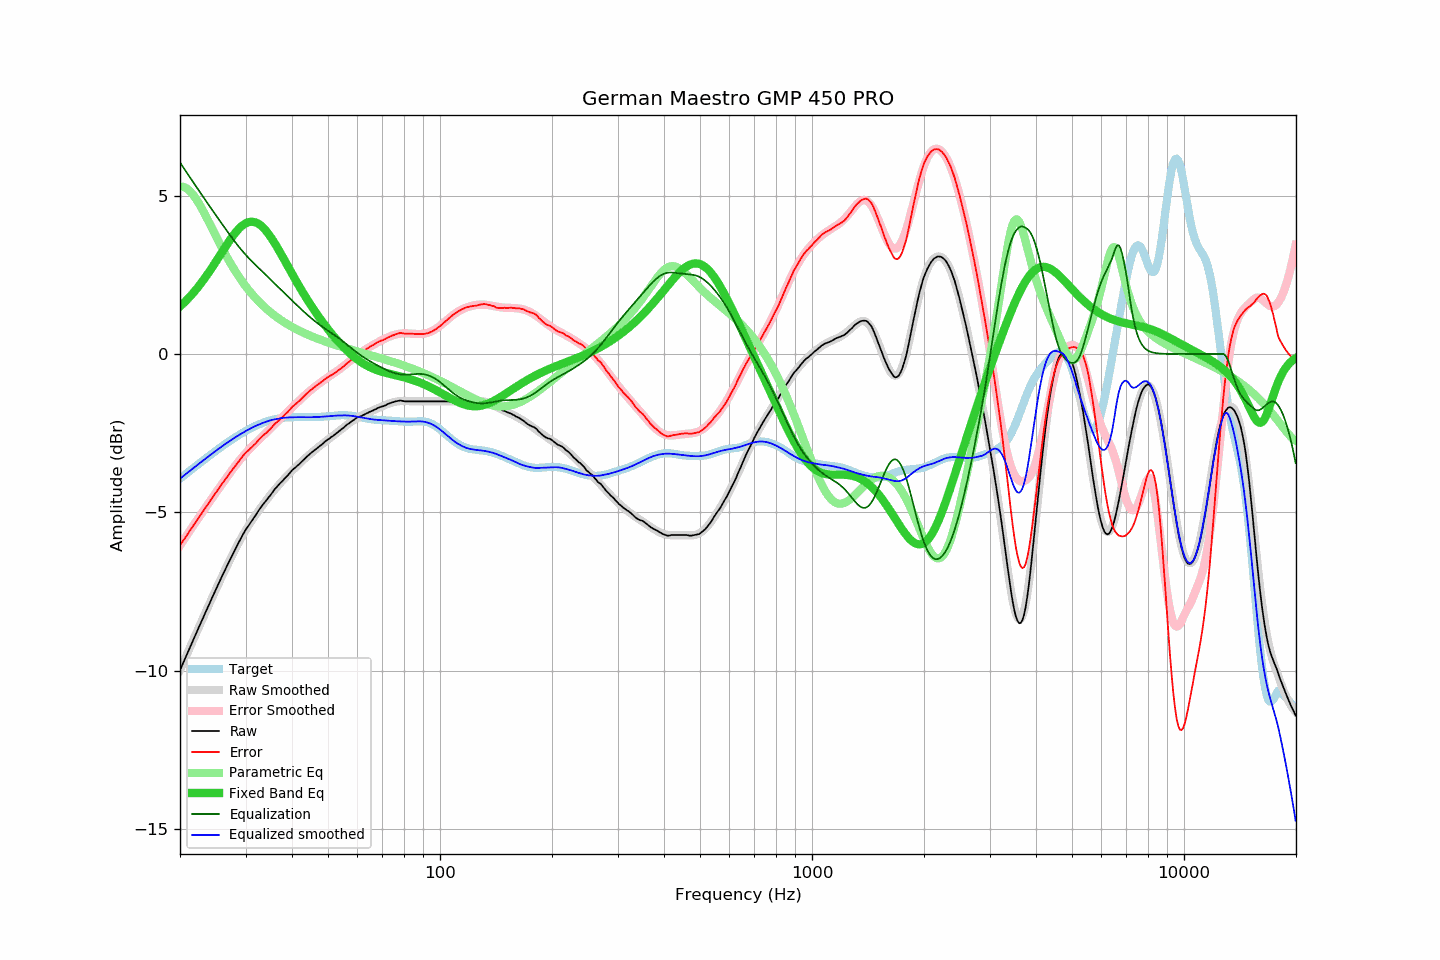 German Maestro GMP 450 PRO
Amplitude (dBr)
5
0
−5
−10
−15
Target
Raw Smoothed
Error Smoothed
Raw
Error
Parametric Eq
Fixed Band Eq
Equalization
Equalized smoothed
100
1000
10000
Frequency (Hz)